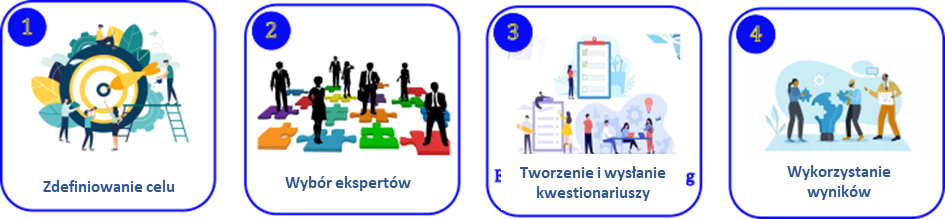 1
Zdefiniowanie celu
2
Wybór ekspertów
3
Tworzenie i wysłanie
kwestionariuszy
4
Wykorzystanie
wyników